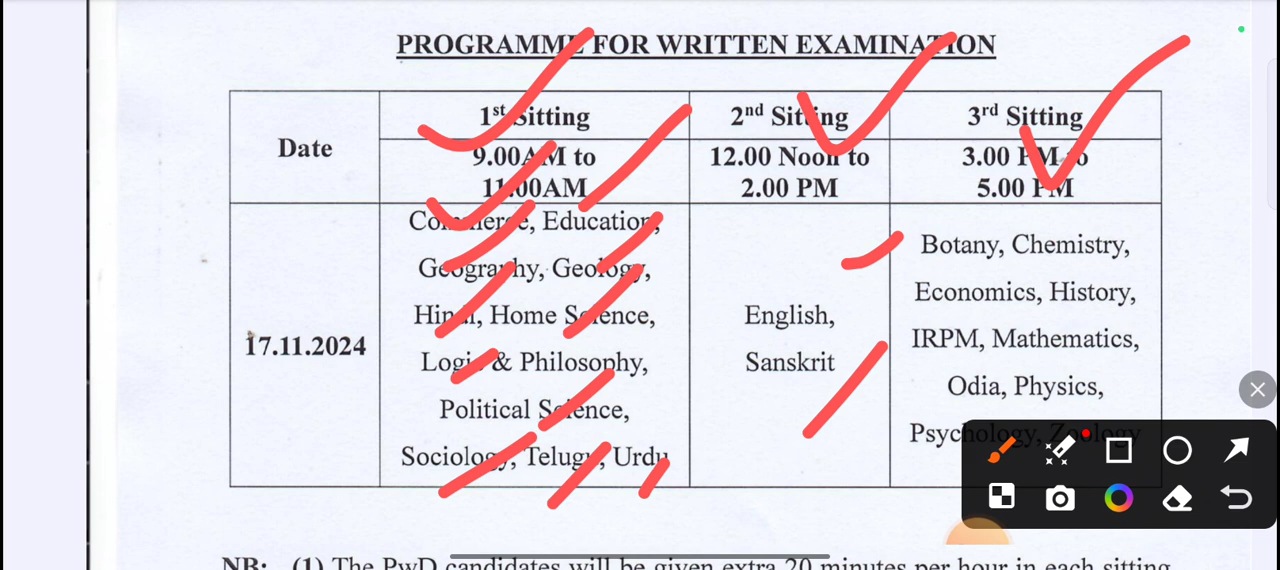 PROGRAMME FOR WRITTEN EXAMINATION
Date
1st Sitting
2nd Sitting
3rd Sitting
9.00AM to
11.00AM
12.00 Noon to
2.00 PM
3.00 PM to
5.00 PM
17.11.2024
Commerce, Education,
Geography, Geology,
Hindi, Home Science,
Logic & Philosophy,
Political Science,
Sociology, Telugu, Urdu
English,
Sanskrit
Botany, Chemistry,
Economics, History,
IRPM, Mathematics,
Odia, Physics,
Psychology, Zoology
NB: (1) The PwD candidates will be given extra 20 minutes per hour in each sitting